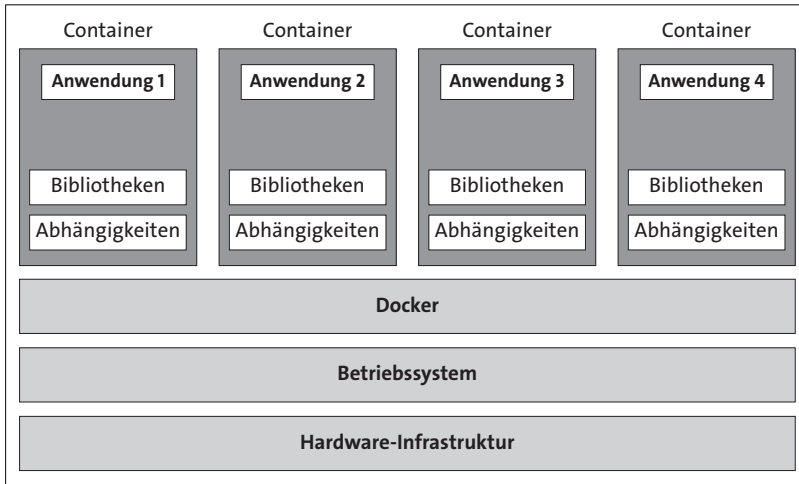 Container Container Container Container
Anwendung 1 Anwendung 2 Anwendung 3 Anwendung 4
Bibliotheken Bibliotheken Bibliotheken Bibliotheken
Abhängigkeiten Abhängigkeiten Abhängigkeiten Abhängigkeiten
Docker
Betriebssystem
Hardware-Infrastruktur